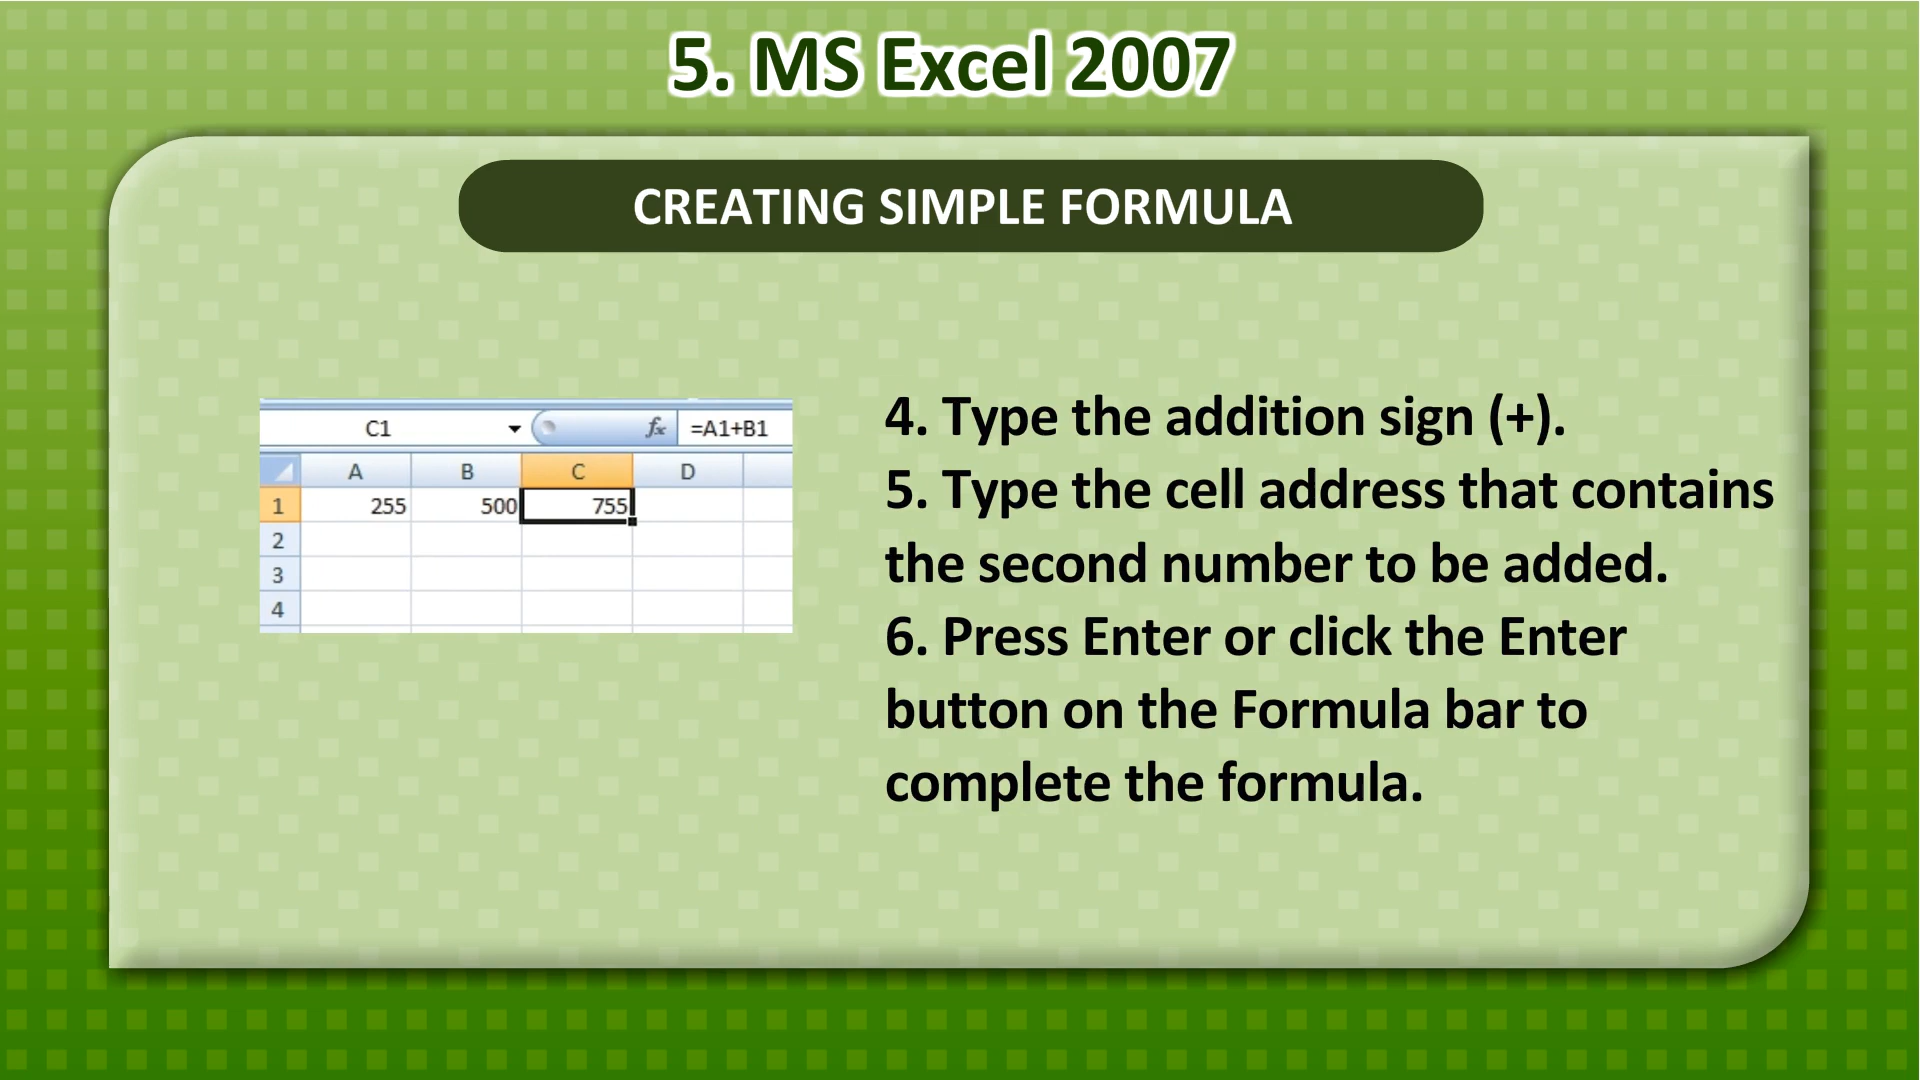 5. MS Excel 2007
CREATING SIMPLE FORMULA
C1 fx =A1+B1
A B C D
1 255 500 755
2
3
4
4. Type the addition sign (+).
5. Type the cell address that contains
the second number to be added.
6. Press Enter or click the Enter
button on the Formula bar to
complete the formula.